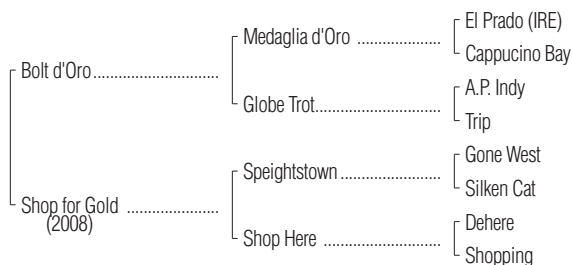 El Prado (IRE)
Medaglia d'Oro ........................
Cappucino Bay
Bolt d'Oro....................................
A.P. Indy
Globe Trot....................................
Trip
Gone West
Speightstown ............................
Silken Cat
Shop for Gold ..........................
(2008)
Dehere
Shop Here ..................................
Shopping